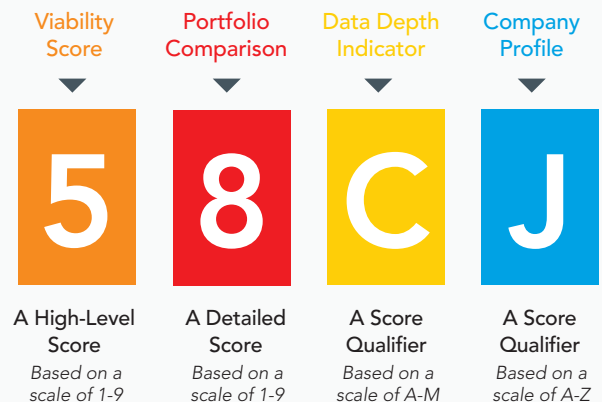 Viability
Score
Portfolio
Comparison
Data Depth
Indicator
Company
Profile
5
8
C
J
A High-Level
Score
Based on a
scale of 1-9
A Detailed
Score
Based on a
scale of 1-9
A Score
Qualifier
Based on a
scale of A-M
A Score
Qualifier
Based on a
scale of A-Z